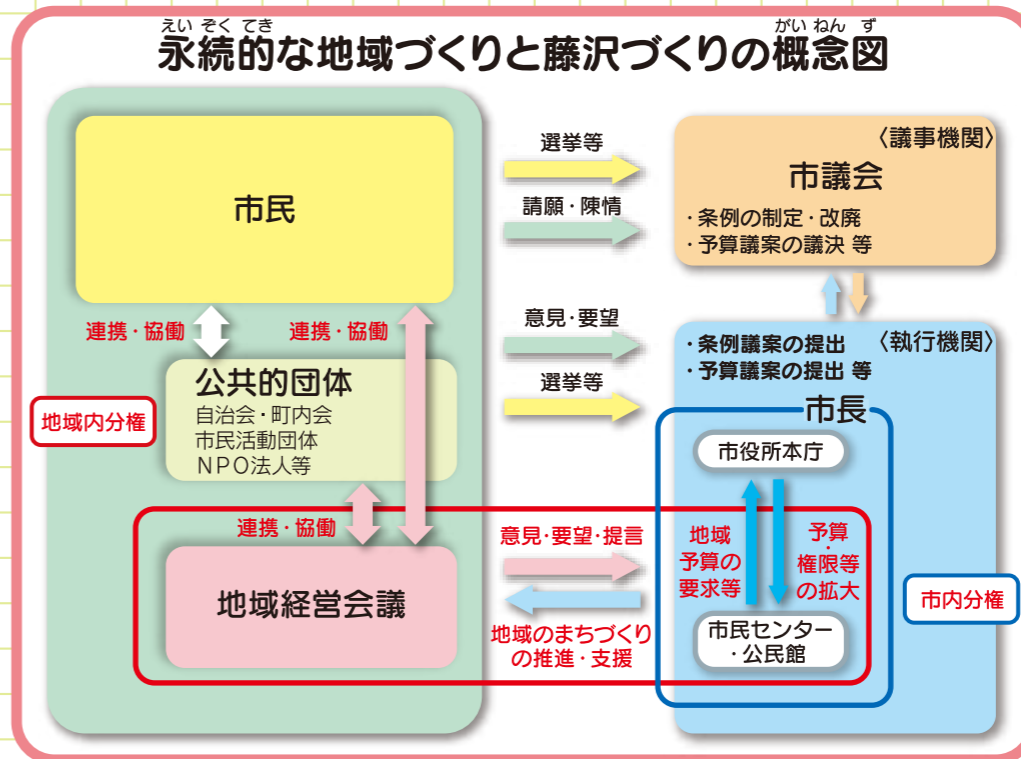 えい ぞく てき
がい ねん ず
永続的な地域づくりと藤沢づくりの概念図
市民
選挙等
請願・陳情
〈議事機関〉
市議会
・条例の制定・改廃
・予算議案の議決 等
連携・協働
連携・協働
意見・要望
選挙等
公共的団体
自治会・町内会
市民活動団体
NPO法人等
地域内分権
・条例議案の提出
〈執行機関〉
・予算議案の提出 等
市長
市役所本庁
連携・協働
地域経営会議
意見・要望・提言
地域のまちづくり
の推進・支援
地域
予算の
要求等
予算・
権限等
の拡大
市民センター
・公民館
市内分権